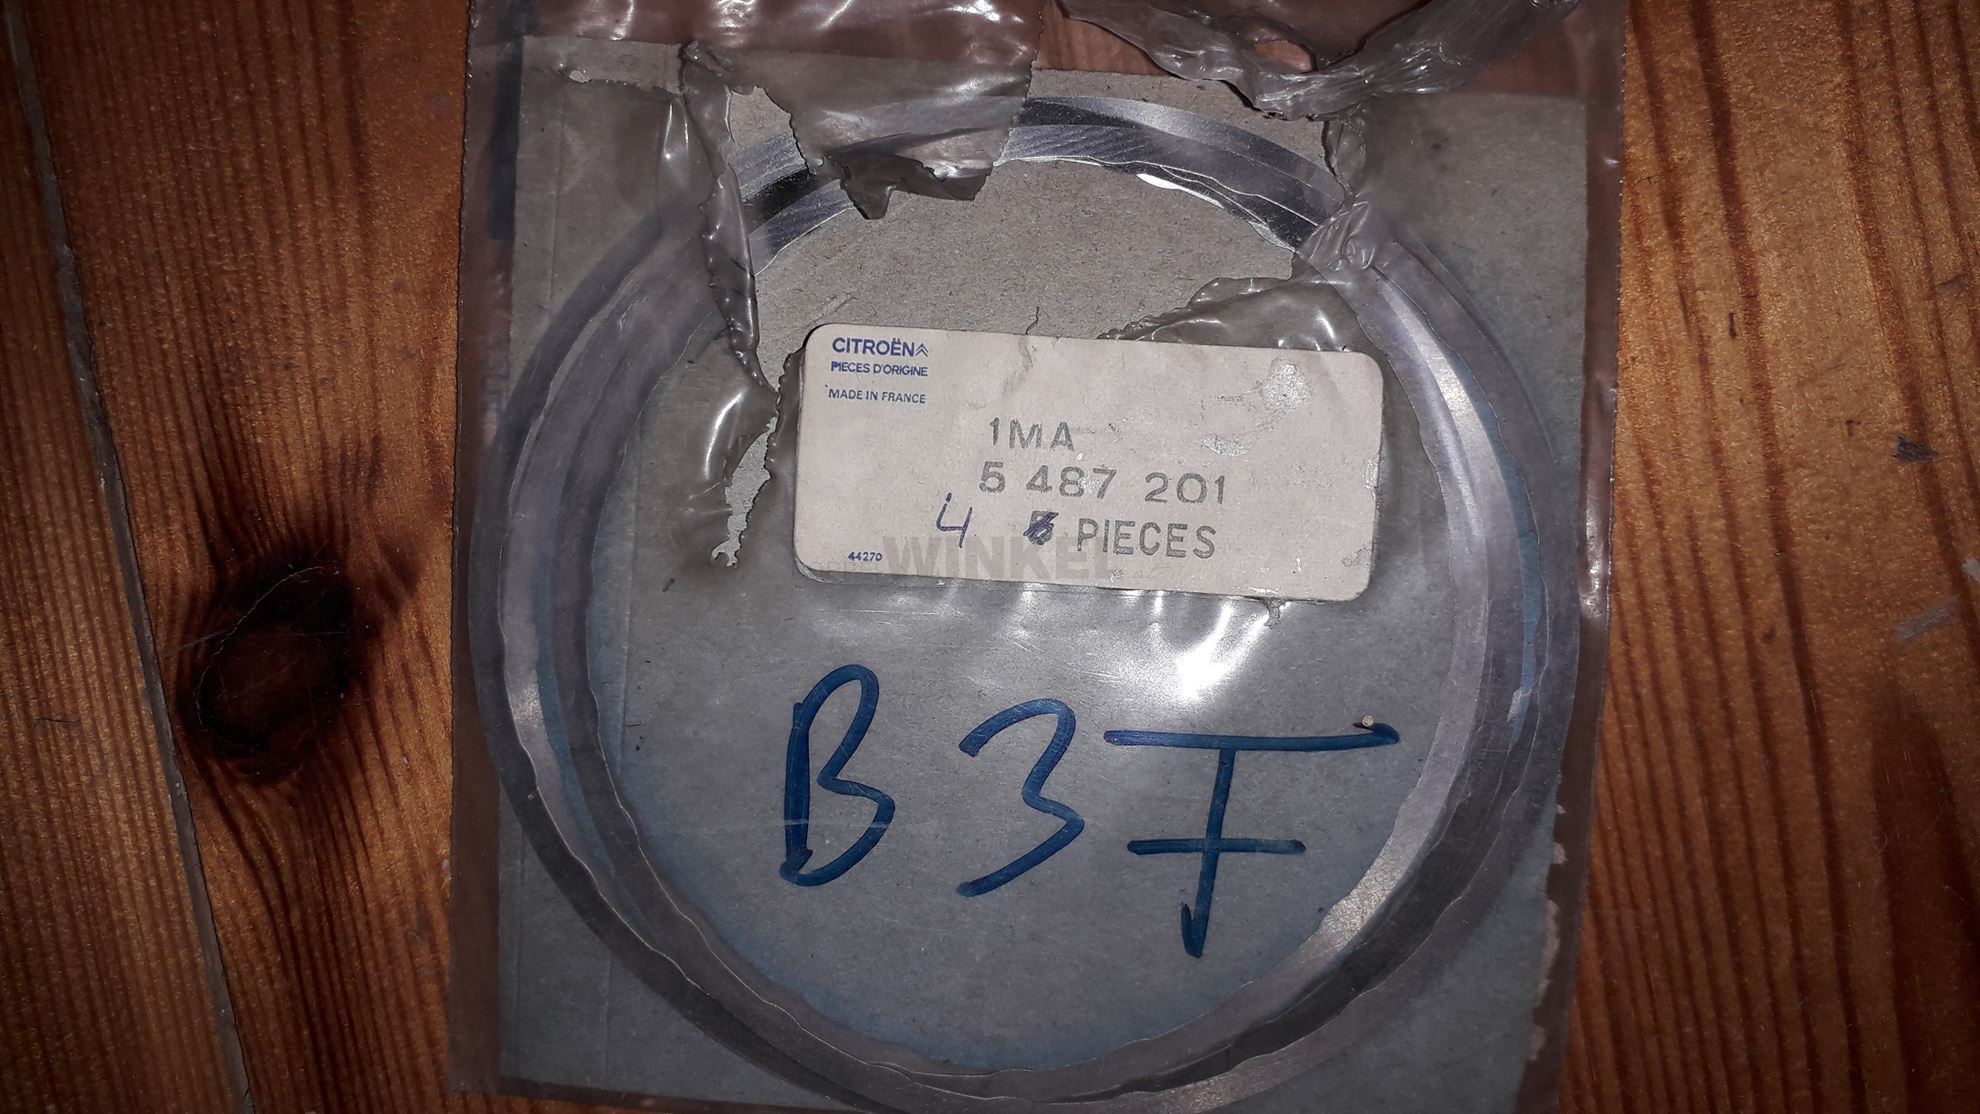 CITROËN
PIECES D'ORIGINE
MADE IN FRANCE
1MA
5 487 201
4 PIECES
44270
WINKEL
B3F